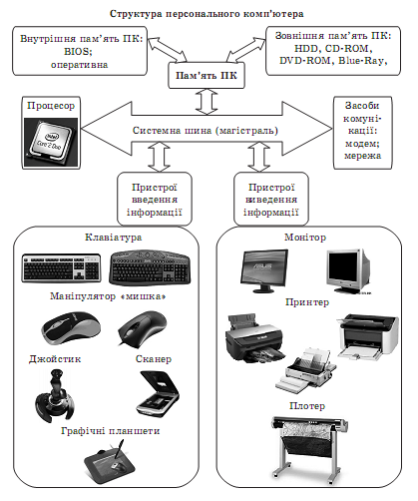 Структура персонального комп'ютера
Внутрішня пам'ять ПК:
BIOS;
оперативна
Зовнішня пам'ять ПК:
HDD, CD-ROM,
DVD-ROM, Blue-Ray,
Пам'ять ПК
Процесор
intel
Core 2 Duo
Системна шина (магістраль)
Засоби
комуні-
кації:
модем;
мережа
Пристрої
введення
інформації
Пристрої
виведення
інформації
Клавіатура
Маніпулятор «мишка»
Джойстик
Сканер
Графічні планшети
Монітор
Принтер
Плотер